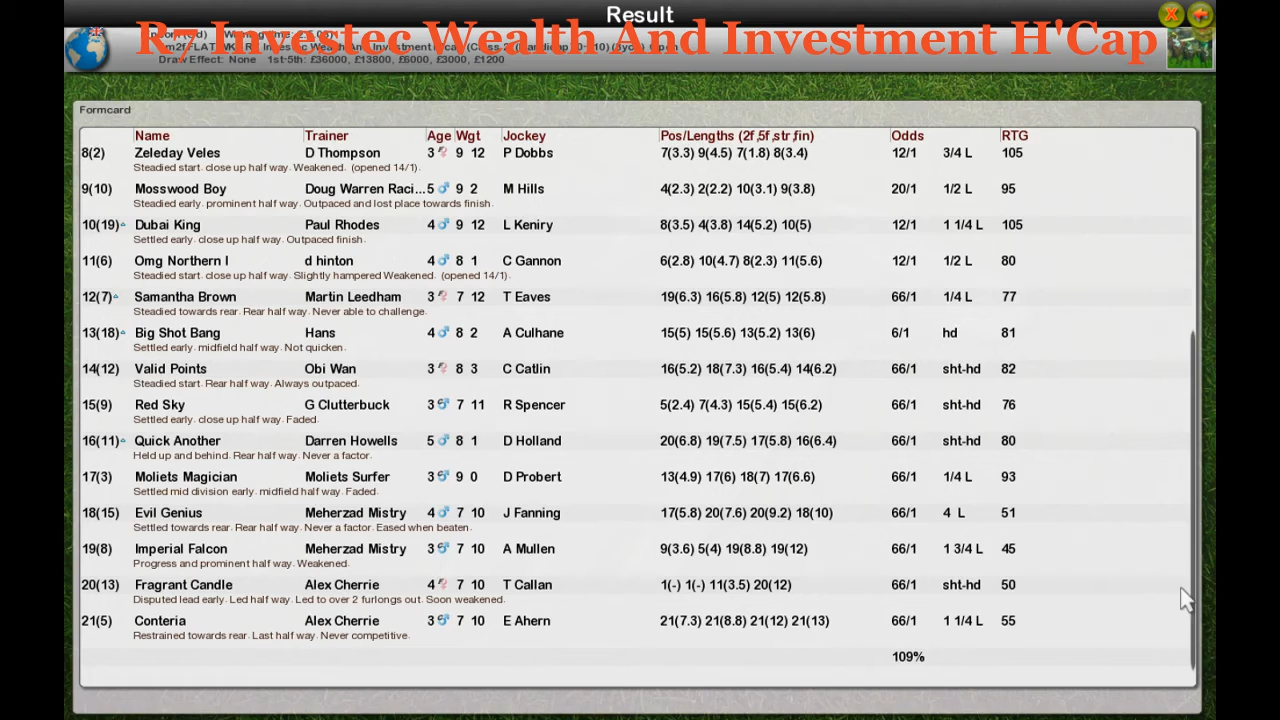 Result
R7 Investec Wealth And Investment H'Cap
Draw Effect: None 1st-5th: £36000, £13800, £6000, £3000, £1200
Formcard
Name Trainer Age Wgt Jockey Pos/Lengths (2f,5f,str,fin) Odds RTG
8(2) Zeleday Veles D Thompson 3 9 12 P Dobbs 7(3.3) 9(4.5) 7(1.8) 8(3.4) 12/1 3/4 L 105
Steadied start. close up half way. Weakened. (opened 14/1).
9(10) Mosswood Boy Doug Warren Raci... 5 9 2 M Hills 4(2.3) 2(2.2) 10(3.1) 9(3.8) 20/1 1/2 L 95
Steadied early. prominent half way. Outpaced and lost place towards finish.
10(19) Dubai King Paul Rhodes 4 9 12 L Keniry 8(3.5) 4(3.8) 14(5.2) 10(5) 12/1 1 1/4 L 105
Settled early. close up half way. Outpaced finish.
11(6) Omg Northern I d hinton 4 8 1 C Gannon 6(2.8) 10(4.7) 8(2.3) 11(5.6) 12/1 1/2 L 80
Steadied start. close up half way. Slightly hampered Weakened. (opened 14/1).
12(7) Samantha Brown Martin Leedham 3 7 12 T Eaves 19(6.3) 16(5.8) 12(5) 12(5.8) 66/1 1/4 L 77
Steadied towards rear. Rear half way. Never able to challenge.
13(18) Big Shot Bang Hans 4 8 2 A Culhane 15(5) 15(5.6) 13(5.2) 13(6) 6/1 hd 81
Settled early. midfield half way. Not quicken.
14(12) Valid Points Obi Wan 3 8 3 C Catlin 16(5.2) 18(7.3) 16(5.4) 14(6.2) 66/1 sht-hd 82
Steadied start. Rear half way. Always outpaced.
15(9) Red Sky G Clutterbuck 3 7 11 R Spencer 5(2.4) 7(4.3) 15(5.4) 15(6.2) 66/1 sht-hd 76
Settled early. close up half way. Faded.
16(11) Quick Another Darren Howells 5 8 1 D Holland 20(6.8) 19(7.5) 17(5.8) 16(6.4) 66/1 sht-hd 80
Held up and behind. Rear half way. Never a factor.
17(3) Moliets Magician Moliets Surfer 3 9 0 D Probert 13(4.9) 17(6) 18(7) 17(6.6) 66/1 1/4 L 93
Settled mid division early. midfield half way. Faded.
18(15) Evil Genius Meherzad Mistry 4 7 10 J Fanning 17(5.8) 20(7.6) 20(9.2) 18(10) 66/1 4 L 51
Settled towards rear. Rear half way. Never a factor. Eased when beaten.
19(8) Imperial Falcon Meherzad Mistry 3 7 10 A Mullen 9(3.6) 5(4) 19(8.8) 19(12) 66/1 1 3/4 L 45
Progress and prominent half way. Weakened.
20(13) Fragrant Candle Alex Cherrie 4 7 10 T Callan 1(-) 1(-) 11(3.5) 20(12) 66/1 sht-hd 50
Disputed lead early. Led half way. Led to over 2 furlongs out. Soon weakened.
21(5) Conteria Alex Cherrie 3 7 10 E Ahern 21(7.3) 21(8.8) 21(12) 21(13) 66/1 1 1/4 L 55
Restrained towards rear. Last half way. Never competitive.
109%